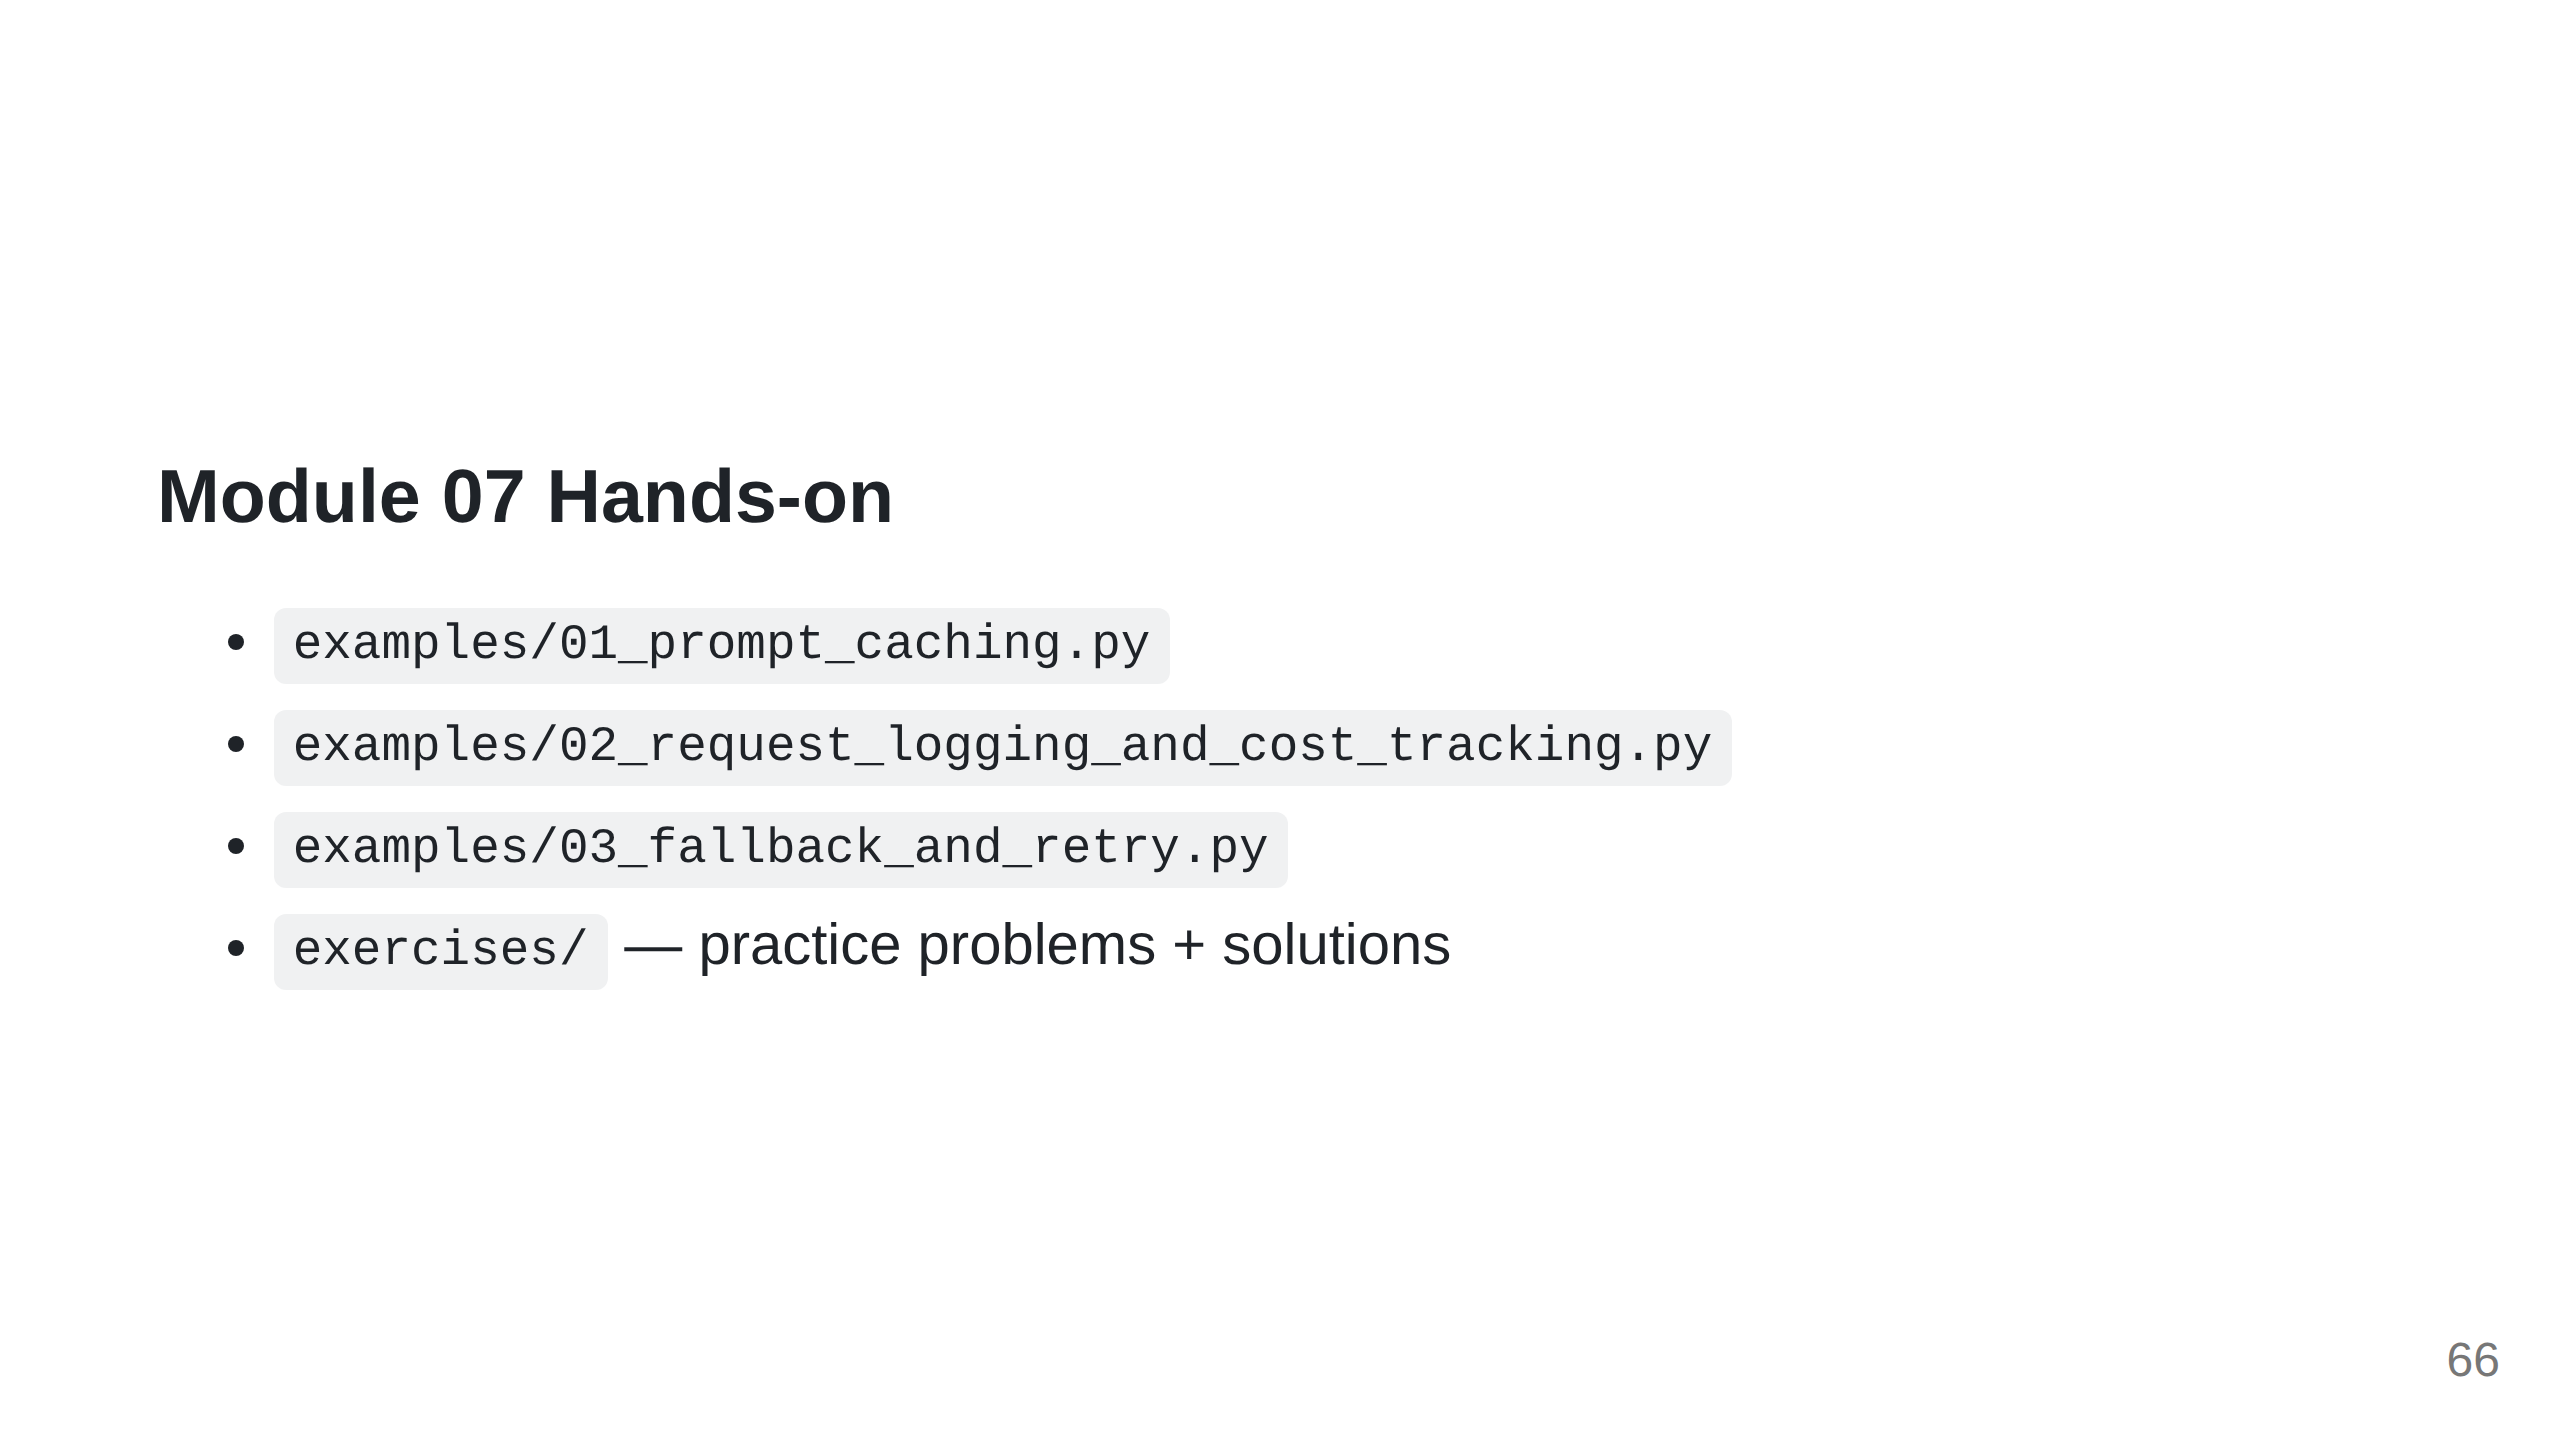 Module 07 Hands-on
• examples/01_prompt_caching.py
• examples/02_request_logging_and_cost_tracking.py
• examples/03_fallback_and_retry.py
• exercises/ — practice problems + solutions
66